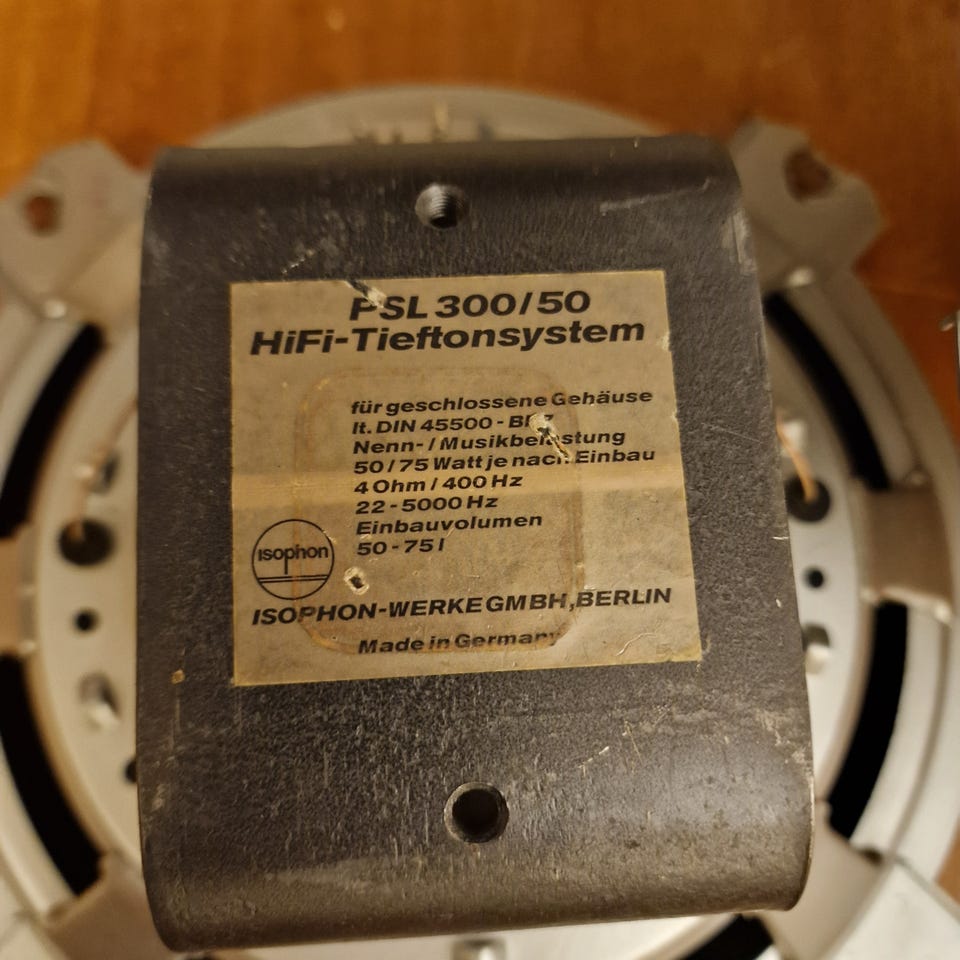 PSL 300/50
HiFi-Tieftonsystem
für geschlossene Gehäuse
lt. DIN 45500 -
Nenn-/Musikbelastung
50/75 Watt je nach Einbau
4 Ohm / 400 Hz
22 - 5000 Hz
Einbauvolumen
50 - 75 l
isophon
ISOPHON-WERKE GMBH, BERLIN
Made in Germany